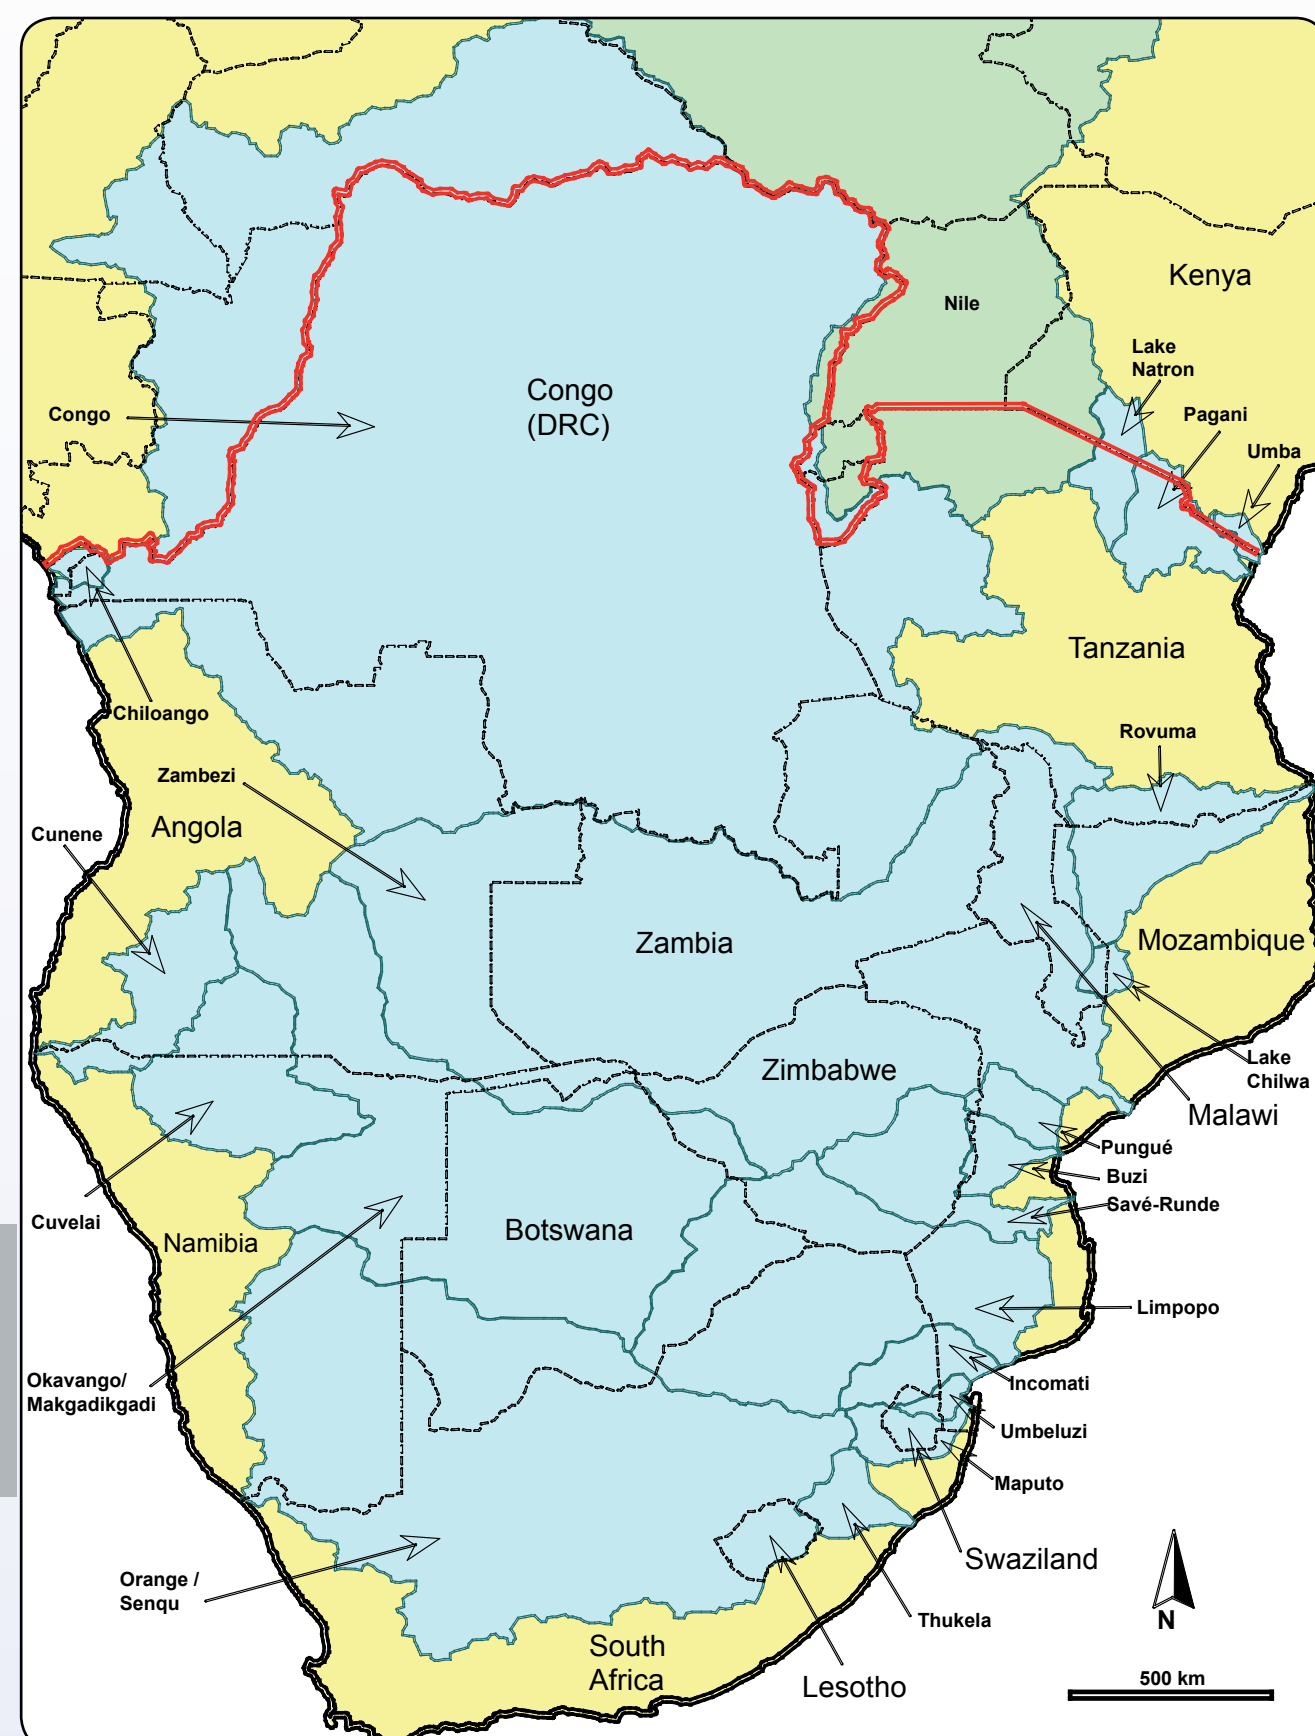 Kenya
Nile
Lake
Natron
Congo
(DRC)
Congo
Pagani
Umba
Tanzania
Chiloango
Rovuma
Zambezi
Angola
Cunene
Zambia
Mozambique
Zimbabwe
Lake
Chilwa
Malawi
Pungué
Buzi
Savé-Runde
Cuvelai
Namibia
Botswana
Limpopo
Okavango/
Makgadikgadi
Incomati
Umbeluzi
Maputo
Swaziland
Orange /
Senqu
Thukela
N
South
Africa
Lesotho
500 km